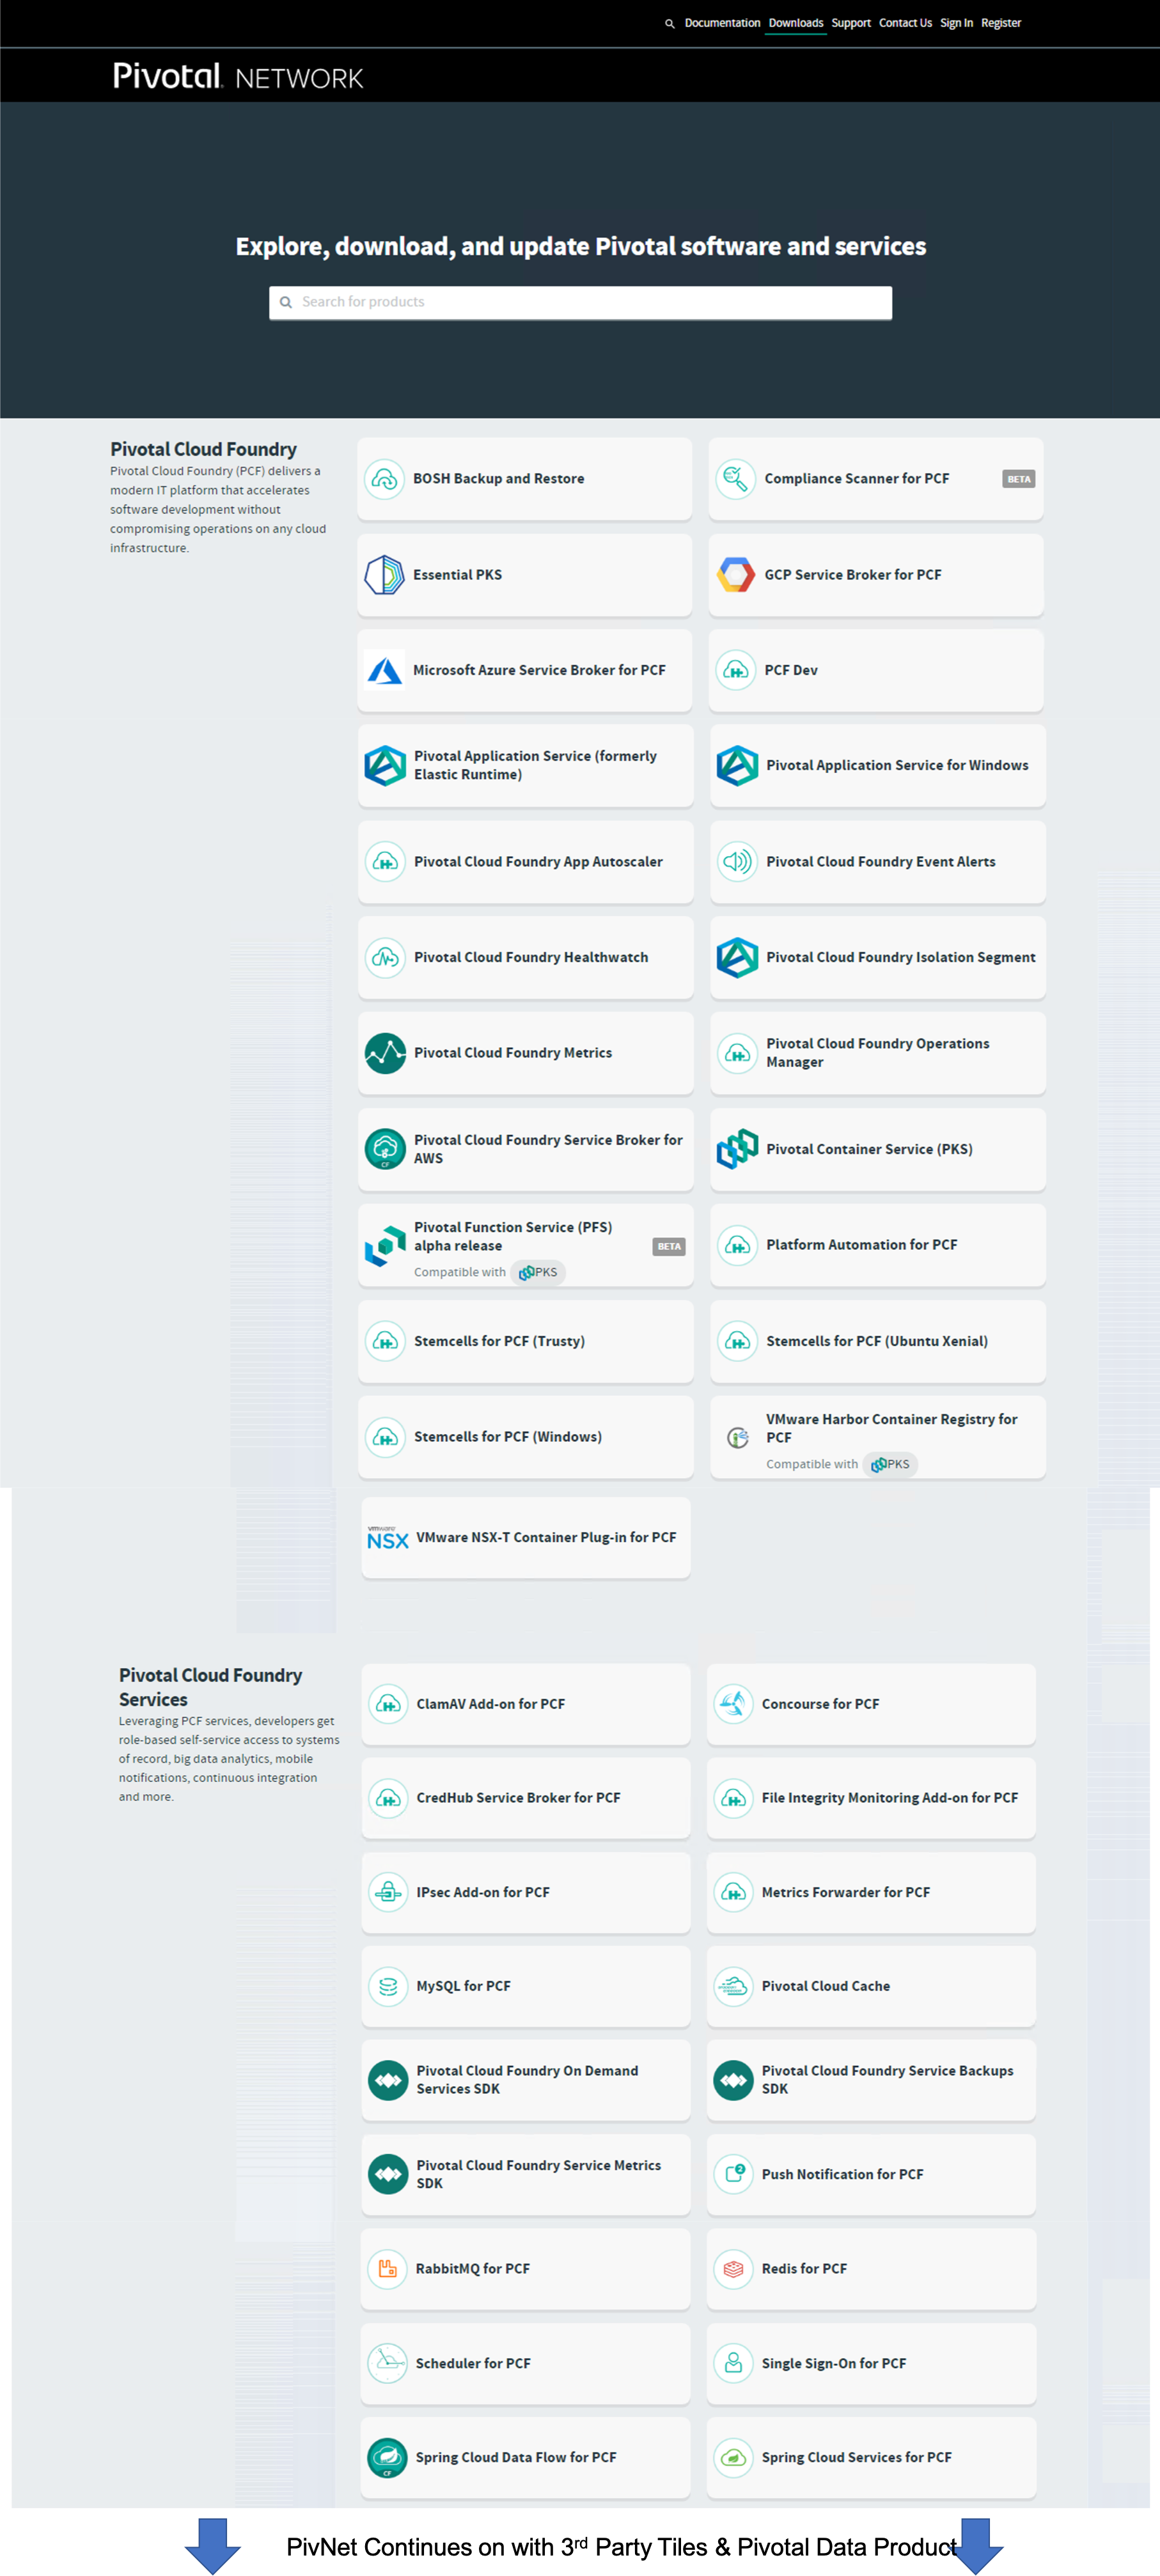 Documentation Downloads Support Contact Us Sign In Register
Pivotal NETWORK
Explore, download, and update Pivotal software and services
Search for products
Pivotal Cloud Foundry
Pivotal Cloud Foundry (PCF) delivers a
modern IT platform that accelerates
software development without
compromising operations on any cloud
infrastructure.
BOSH Backup and Restore
Compliance Scanner for PCF
BETA
Essential PKS
GCP Service Broker for PCF
Microsoft Azure Service Broker for PCF
PCF Dev
Pivotal Application Service (formerly
Elastic Runtime)
Pivotal Application Service for Windows
Pivotal Cloud Foundry App Autoscaler
Pivotal Cloud Foundry Event Alerts
Pivotal Cloud Foundry Healthwatch
Pivotal Cloud Foundry Isolation Segment
Pivotal Cloud Foundry Metrics
Pivotal Cloud Foundry Operations
Manager
CF
Pivotal Cloud Foundry Service Broker for
AWS
Pivotal Container Service (PKS)
Pivotal Function Service (PFS)
alpha release
BETA
Compatible with PKS
Platform Automation for PCF
Stemcells for PCF (Trusty)
Stemcells for PCF (Ubuntu Xenial)
Stemcells for PCF (Windows)
VMware Harbor Container Registry for
PCF
Compatible with PKS
vmware
NSX
VMware NSX-T Container Plug-in for PCF
Pivotal Cloud Foundry
Services
Leveraging PCF services, developers get
role-based self-service access to systems
of record, big data analytics, mobile
notifications, continuous integration
and more.
ClamAV Add-on for PCF
Concourse for PCF
CredHub Service Broker for PCF
File Integrity Monitoring Add-on for PCF
IPsec Add-on for PCF
Metrics Forwarder for PCF
MySQL for PCF
Pivotal Cloud Cache
Pivotal Cloud Foundry On Demand
Services SDK
Pivotal Cloud Foundry Service Backups
SDK
Pivotal Cloud Foundry Service Metrics
SDK
2
Push Notification for PCF
RabbitMQ for PCF
Redis for PCF
Scheduler for PCF
Single Sign-On for PCF
CF
Spring Cloud Data Flow for PCF
Spring Cloud Services for PCF
PivNet Continues on with 3rd Party Tiles & Pivotal Data Product